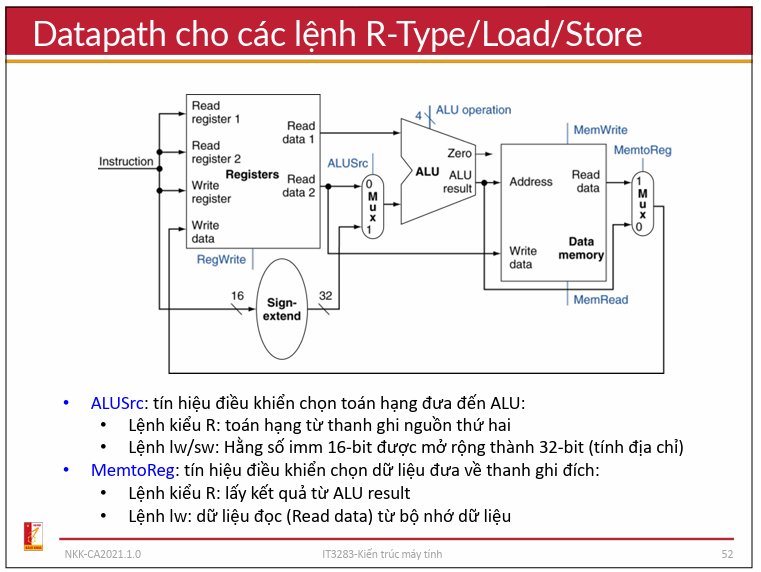 Datapath cho các lệnh R-Type/Load/Store
Instruction
Read
register 1
Read
register 2
Write
register
Write
data
Registers
Read
data 1
Read
data 2
RegWrite
16
Sign-
extend
32
ALUSrc
0
M
u
x
1
4
ALU operation
Zero
ALU
ALU
result
MemWrite
Address
Read
data
Write
data
Data
memory
MemRead
MemtoReg
1
M
u
x
0
• ALUSrc: tín hiệu điều khiển chọn toán hạng đưa đến ALU:
• Lệnh kiểu R: toán hạng từ thanh ghi nguồn thứ hai
• Lệnh lw/sw: Hằng số imm 16-bit được mở rộng thành 32-bit (tính địa chỉ)
• MemtoReg: tín hiệu điều khiển chọn dữ liệu đưa về thanh ghi đích:
• Lệnh kiểu R: lấy kết quả từ ALU result
• Lệnh lw: dữ liệu đọc (Read data) từ bộ nhớ dữ liệu
NKK-CA2021.1.0
IT3283-Kiến trúc máy tính
52